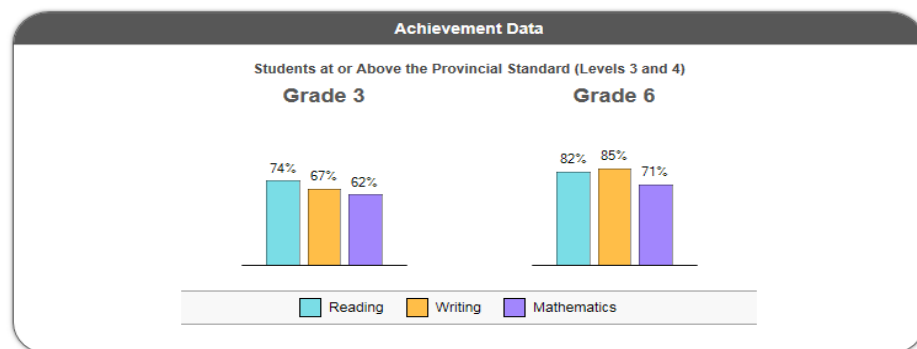 Achievement Data
Students at or Above the Provincial Standard (Levels 3 and 4)
Grade 3
Grade 6
74%
67%
62%
82%
85%
71%
Reading
Writing
Mathematics